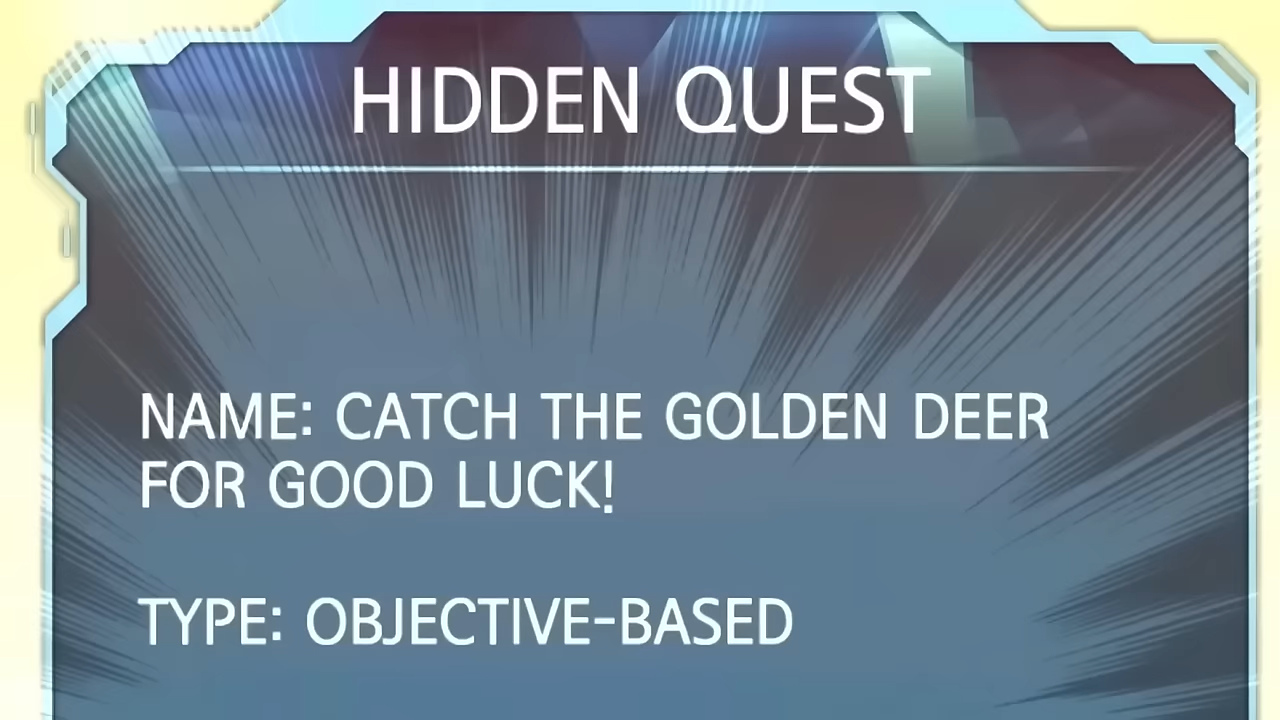 HIDDEN QUEST
NAME: CATCH THE GOLDEN DEER
FOR GOOD LUCK!
TYPE: OBJECTIVE-BASED